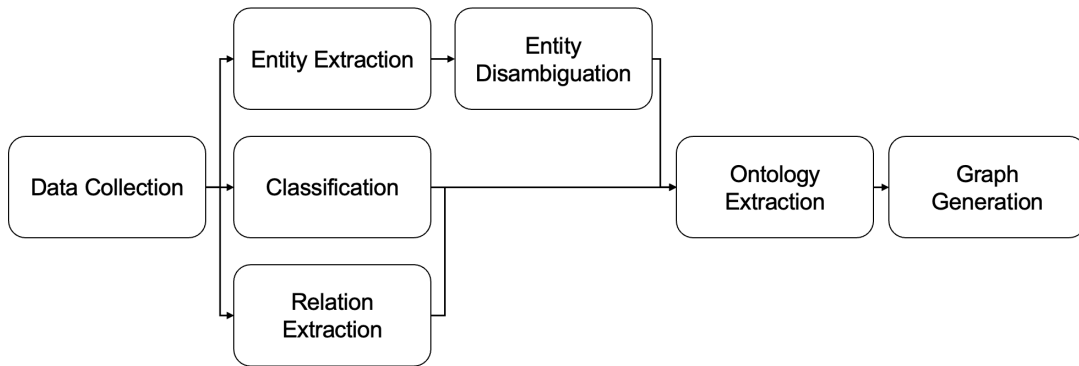 Entity Extraction
Entity
Disambiguation
Data Collection
Classification
Ontology
Extraction
Graph
Generation
Relation
Extraction